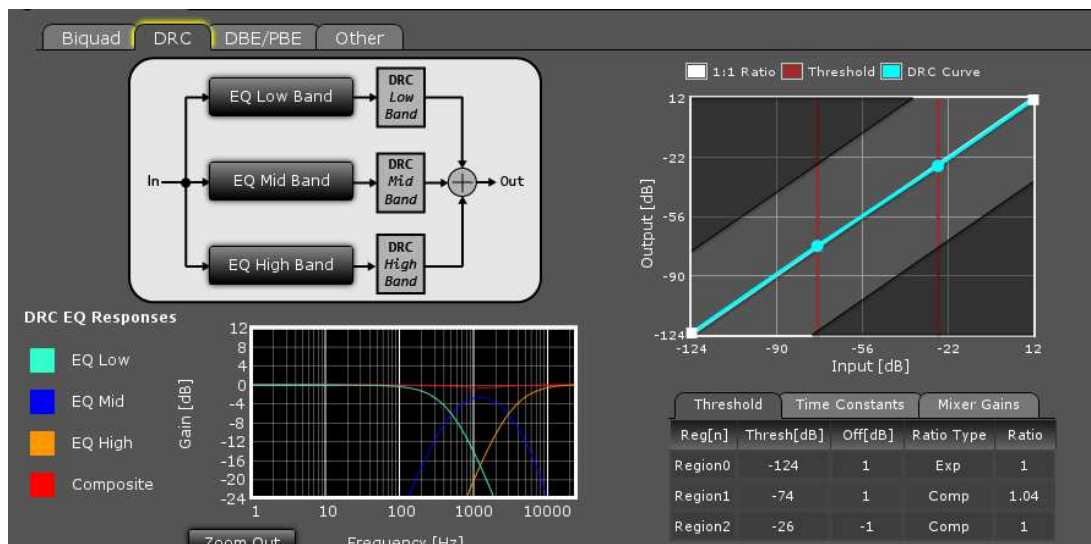 Biquad DRC DBE/PBE Other
EQ Low Band
DRC
Low
Band
In
EQ Mid Band
DRC
Mid
Band
Out
EQ High Band
DRC
High
Band
1:1 Ratio Threshold DRC Curve
Output [dB]
12
-22
-56
-90
-124
-124 -90 -56 -22 12
Input [dB]
DRC EQ Responses
EQ Low
EQ Mid
EQ High
Composite
Gain [dB]
12
8
4
0
-4
-8
-12
-16
-20
-24
1 10 100 1000 10000
Zoom Out Frequency [Hz]
Threshold Time Constants Mixer Gains
Reg[n] Thresh[dB] Off[dB] Ratio Type Ratio
Region0 -124 1 Exp 1
Region1 -74 1 Comp 1.04
Region2 -26 -1 Comp 1